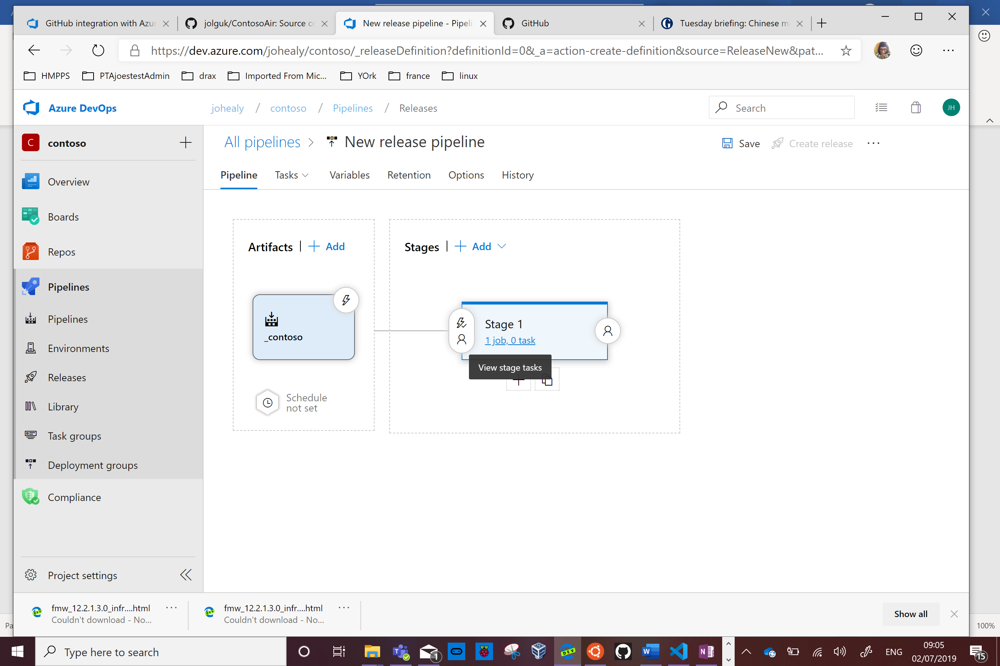 GitHub integration with Azur
jolguk/ContosoAir: Source co
New release pipeline - Pipeli
GitHub
Tuesday briefing: Chinese m
https://dev.azure.com/johealy/contoso/_releaseDefinition?definitionId=0&_a=action-create-definition&source=ReleaseNew&pat...
HMPPS
PTAjoestestAdmin
drax
Imported From Mic...
YOrk
france
linux
Azure DevOps
johealy / contoso / Pipelines / Releases
Search
JH
C contoso
All pipelines > New release pipeline
Save
Create release
Pipeline
Tasks
Variables
Retention
Options
History
Overview
Boards
Repos
Pipelines
Pipelines
Environments
Releases
Library
Task groups
Deployment groups
Compliance
Project settings
Artifacts | + Add
Stages | + Add
_contoso
Stage 1
1 job, 0 task
View stage tasks
Schedule
not set
fmw_12.2.1.3.0_infr....html
Couldn't download - No...
fmw_12.2.1.3.0_infr....html
Couldn't download - No...
Show all
Pa
100%
Type here to search
1
DEV
ENG
09:05
02/07/2019
15